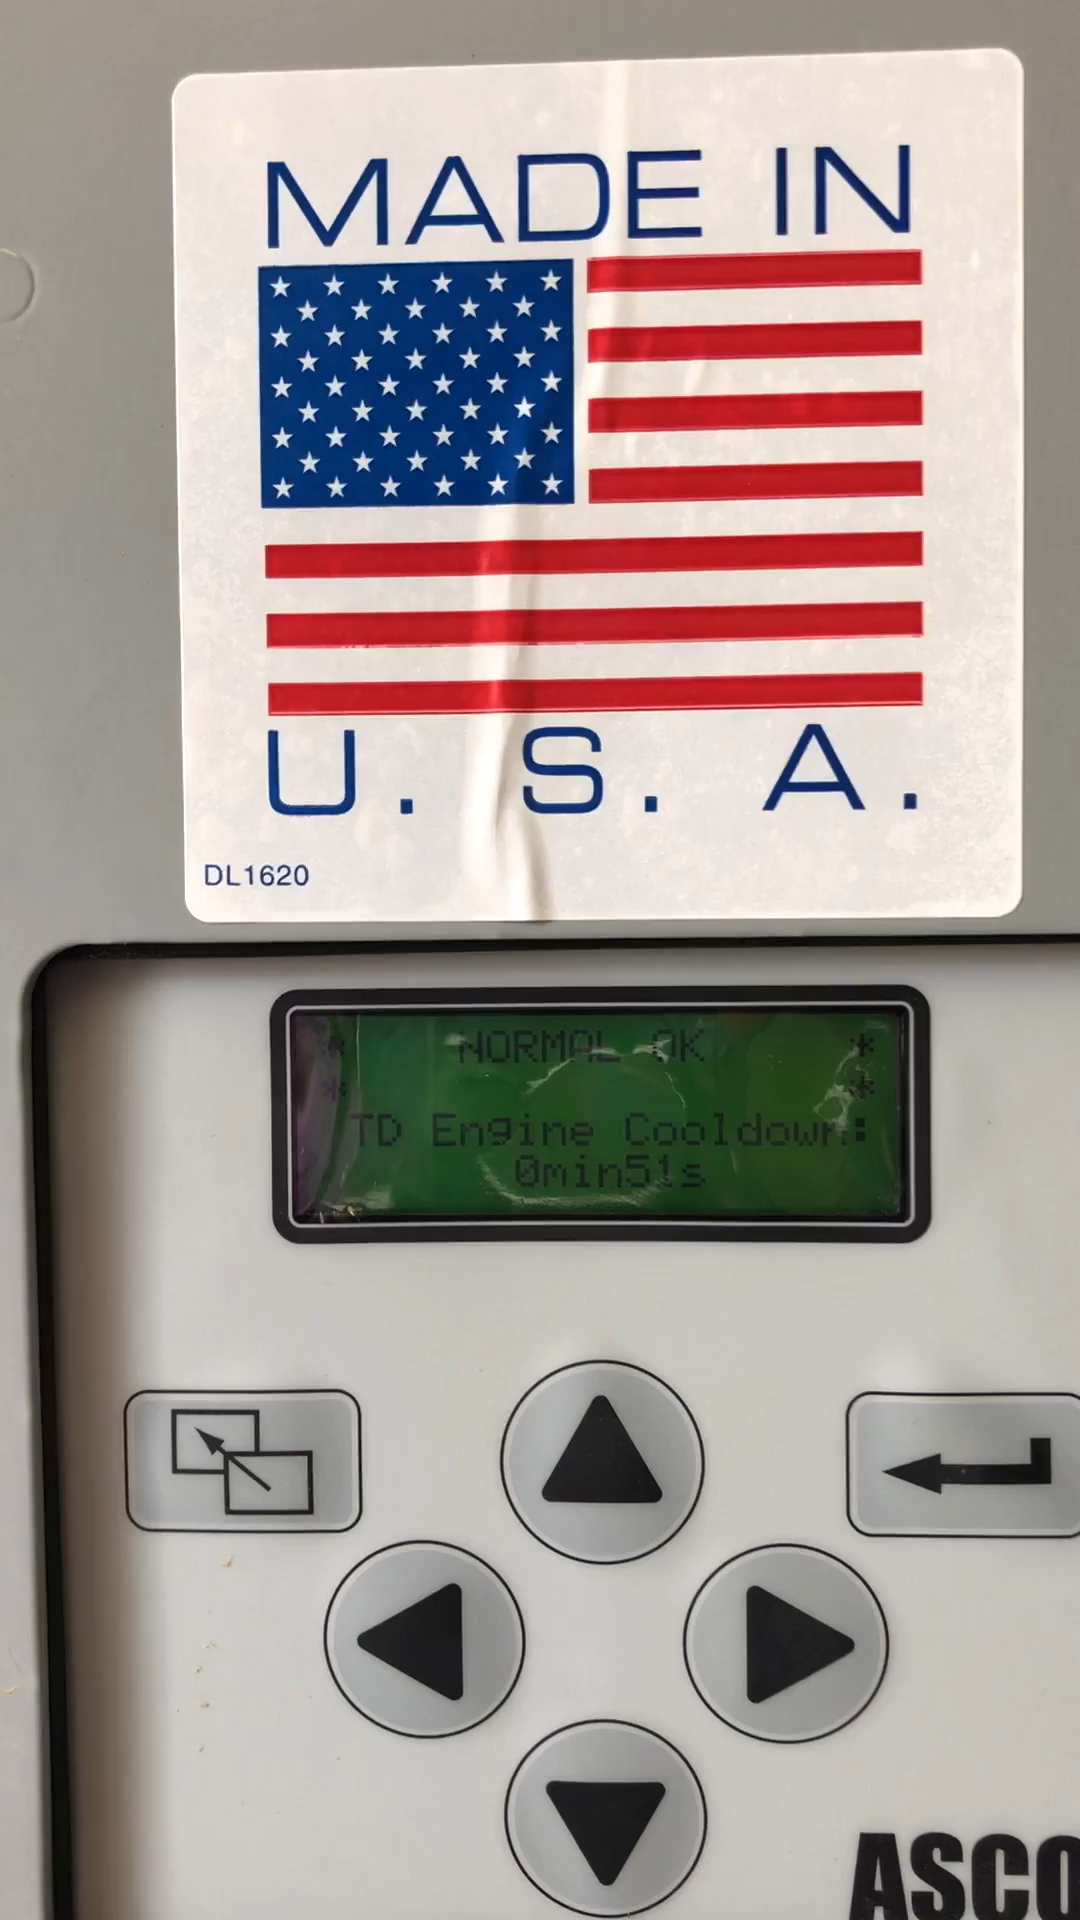 MADE IN
U. S. A.
DL1620
* NORMAL OK *
* *
TD Engine Cooldown:
0min51s
ASCO